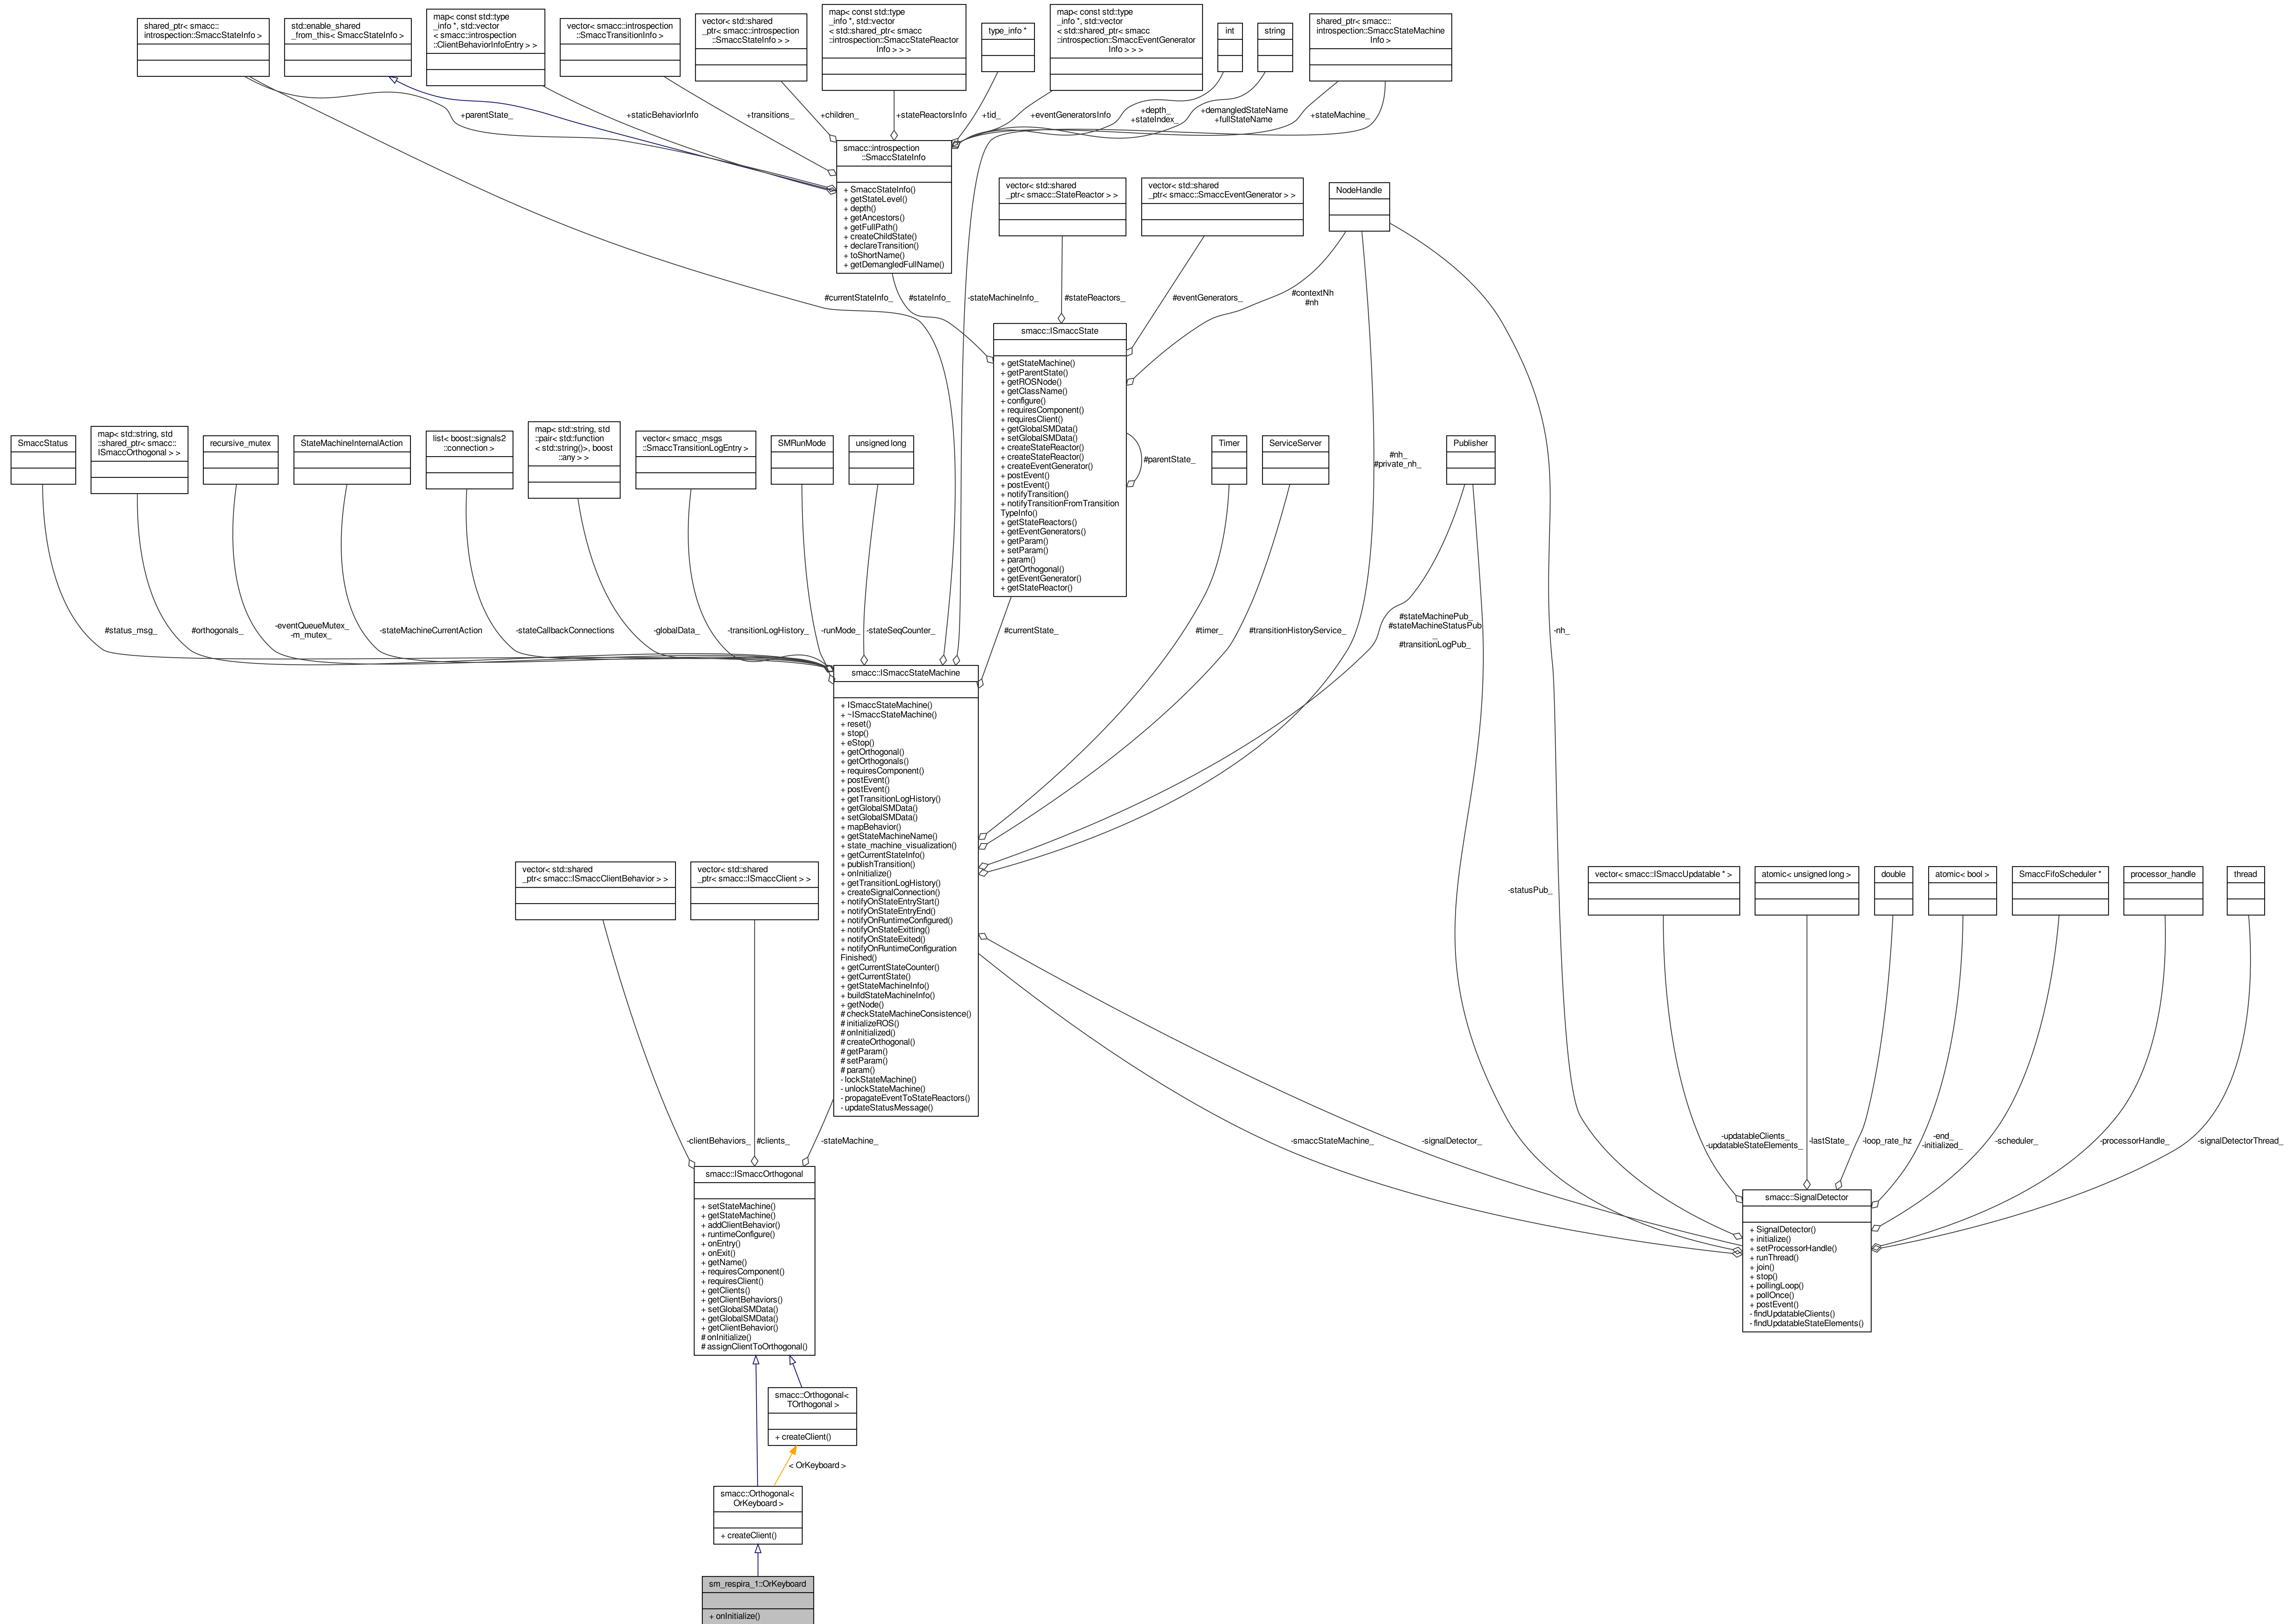 shared_ptr< smacc::
introspection::SmaccStateInfo >
std::enable_shared
_from_this< SmaccStateInfo >
map< const std::type
_info *, std::vector
< smacc::introspection
::ClientBehaviorInfoEntry > >
vector< smacc::introspection
::SmaccTransitionInfo >
vector< std::shared
_ptr< smacc::introspection
::SmaccStateInfo > >
map< const std::type
_info *, std::vector
< std::shared_ptr< smacc
::introspection::SmaccStateReactor
Info > > >
type_info *
map< const std::type
_info *, std::vector
< std::shared_ptr< smacc
::introspection::SmaccEventGenerator
Info > > >
int
string
shared_ptr< smacc::
introspection::SmaccStateMachine
Info >
+parentState_
+staticBehaviorInfo
+transitions_
+children_
+stateReactorsInfo
+tid_
+eventGeneratorsInfo
+depth_
+stateIndex_
+demangledStateName
+fullStateName
+stateMachine_
smacc::introspection
::SmaccStateInfo
+ SmaccStateInfo()
+ getStateLevel()
+ depth()
+ getAncestors()
+ getFullPath()
+ createChildState()
+ declareTransition()
+ toShortName()
+ getDemangledFullName()
vector< std::shared
_ptr< smacc::StateReactor > >
vector< std::shared
_ptr< smacc::SmaccEventGenerator > >
NodeHandle
#currentStateInfo_
#stateInfo_
-stateMachineInfo_
#stateReactors_
#eventGenerators_
#contextNh
#nh
smacc::ISmaccState
+ getStateMachine()
+ getParentState()
+ getROSNode()
+ getClassName()
+ configure()
+ requiresComponent()
+ requiresClient()
+ getGlobalSMData()
+ setGlobalSMData()
+ createStateReactor()
+ createStateReactor()
+ createEventGenerator()
+ postEvent()
+ postEvent()
+ notifyTransition()
+ notifyTransitionFromTransition
TypeInfo()
+ getStateReactors()
+ getEventGenerators()
+ getParam()
+ setParam()
+ param()
+ getOrthogonal()
+ getEventGenerator()
+ getStateReactor()
#parentState_
SmaccStatus
map< std::string, std
::shared_ptr< smacc::
ISmaccOrthogonal > >
recursive_mutex
StateMachineInternalAction
list< boost::signals2
::connection >
map< std::string, std
::pair< std::function
< std::string()>, boost
::any > >
vector< smacc_msgs
::SmaccTransitionLogEntry >
SMRunMode
unsigned long
Timer
ServiceServer
Publisher
#nh_
#private_nh_
#status_msg_
#orthogonals_
-eventQueueMutex_
-m_mutex_
-stateMachineCurrentAction
-stateCallbackConnections
-globalData_
-transitionLogHistory_
-runMode_
-stateSeqCounter_
#currentState_
#timer_
#transitionHistoryService_
#stateMachinePub_
#stateMachineStatusPub
_
#transitionLogPub_
-nh_
smacc::ISmaccStateMachine
+ ISmaccStateMachine()
+ ~ISmaccStateMachine()
+ reset()
+ stop()
+ eStop()
+ getOrthogonal()
+ getOrthogonals()
+ requiresComponent()
+ postEvent()
+ postEvent()
+ getTransitionLogHistory()
+ getGlobalSMData()
+ setGlobalSMData()
+ mapBehavior()
+ getStateMachineName()
+ state_machine_visualization()
+ getCurrentStateInfo()
+ publishTransition()
+ onInitialize()
+ getTransitionLogHistory()
+ createSignalConnection()
+ notifyOnStateEntryStart()
+ notifyOnStateEntryEnd()
+ notifyOnRuntimeConfigured()
+ notifyOnStateExitting()
+ notifyOnStateExited()
+ notifyOnRuntimeConfiguration
Finished()
+ getCurrentStateCounter()
+ getCurrentState()
+ getStateMachineInfo()
+ buildStateMachineInfo()
+ getNode()
# checkStateMachineConsistence()
# initializeROS()
# onInitialized()
# createOrthogonal()
# getParam()
# setParam()
# param()
- lockStateMachine()
- unlockStateMachine()
- propagateEventToStateReactors()
- updateStatusMessage()
vector< std::shared
_ptr< smacc::ISmaccClientBehavior > >
vector< std::shared
_ptr< smacc::ISmaccClient > >
-statusPub_
vector< smacc::ISmaccUpdatable * >
atomic< unsigned long >
double
atomic< bool >
SmaccFifoScheduler *
processor_handle
thread
-clientBehaviors_
#clients_
-stateMachine_
-smaccStateMachine_
-signalDetector_
-updatableClients_
-updatableStateElements_
-lastState_
-loop_rate_hz
-end_
-initialized_
-scheduler_
-processorHandle_
-signalDetectorThread_
smacc::ISmaccOrthogonal
+ setStateMachine()
+ getStateMachine()
+ addClientBehavior()
+ runtimeConfigure()
+ onEntry()
+ onExit()
+ getName()
+ requiresComponent()
+ requiresClient()
+ getClients()
+ getClientBehaviors()
+ setGlobalSMData()
+ getGlobalSMData()
+ getClientBehavior()
# onInitialize()
# assignClientToOrthogonal()
smacc::SignalDetector
+ SignalDetector()
+ initialize()
+ setProcessorHandle()
+ runThread()
+ join()
+ stop()
+ pollingLoop()
+ pollOnce()
+ postEvent()
- findUpdatableClients()
- findUpdatableStateElements()
smacc::Orthogonal<
TOrthogonal >
+ createClient()
< OrKeyboard >
smacc::Orthogonal<
OrKeyboard >
+ createClient()
sm_respira_1::OrKeyboard
+ onInitialize()